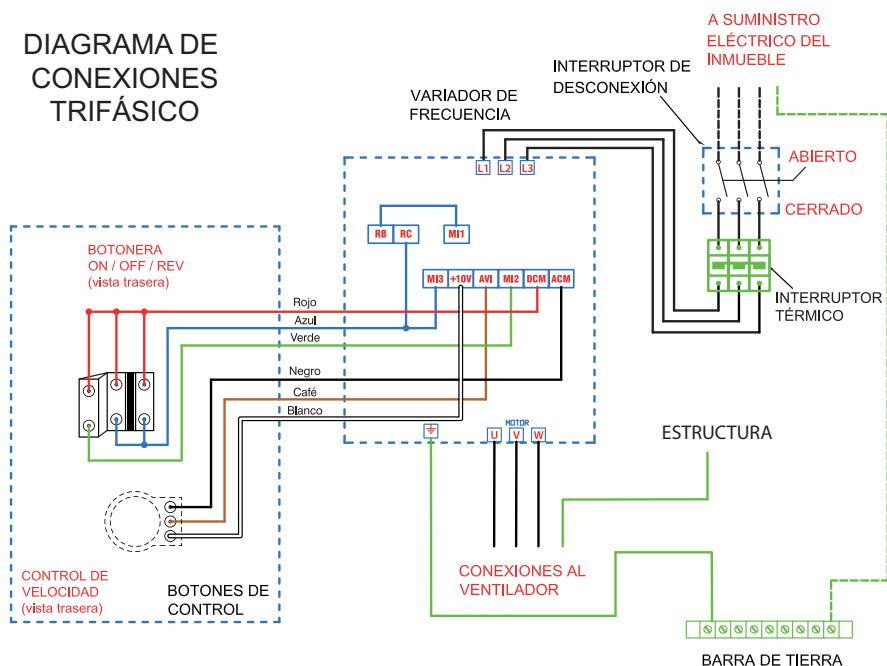 DIAGRAMA DE
CONEXIONES
TRIFÁSICO
A SUMINISTRO
ELÉCTRICO DEL
INMUEBLE
INTERRUPTOR DE
DESCONEXIÓN
VARIADOR DE
FRECUENCIA
L1 L2 L3
ABIERTO
CERRADO
INTERRUPTOR
TÉRMICO
RB RC MI1
MI3 +10V AVI MI2 DCM ACM
BOTONERA
ON / OFF / REV
(vista trasera)
Rojo
Azul
Verde
Negro
Café
Blanco
MOTOR
U V W
ESTRUCTURA
CONEXIONES AL
VENTILADOR
CONTROL DE
VELOCIDAD
(vista trasera)
BOTONES DE
CONTROL
BARRA DE TIERRA